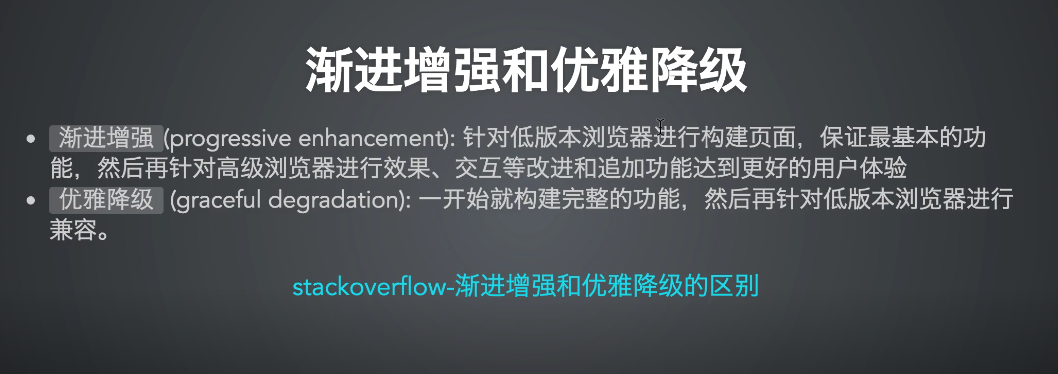 渐进增强和优雅降级
渐进增强 (progressive enhancement): 针对低版本浏览器进行构建页面，保证最基本的功
能，然后再针对高级浏览器进行效果、交互等改进和追加功能达到更好的用户体验
优雅降级 (graceful degradation): 一开始就构建完整的功能，然后再针对低版本浏览器进行
兼容。
stackoverflow-渐进增强和优雅降级的区别